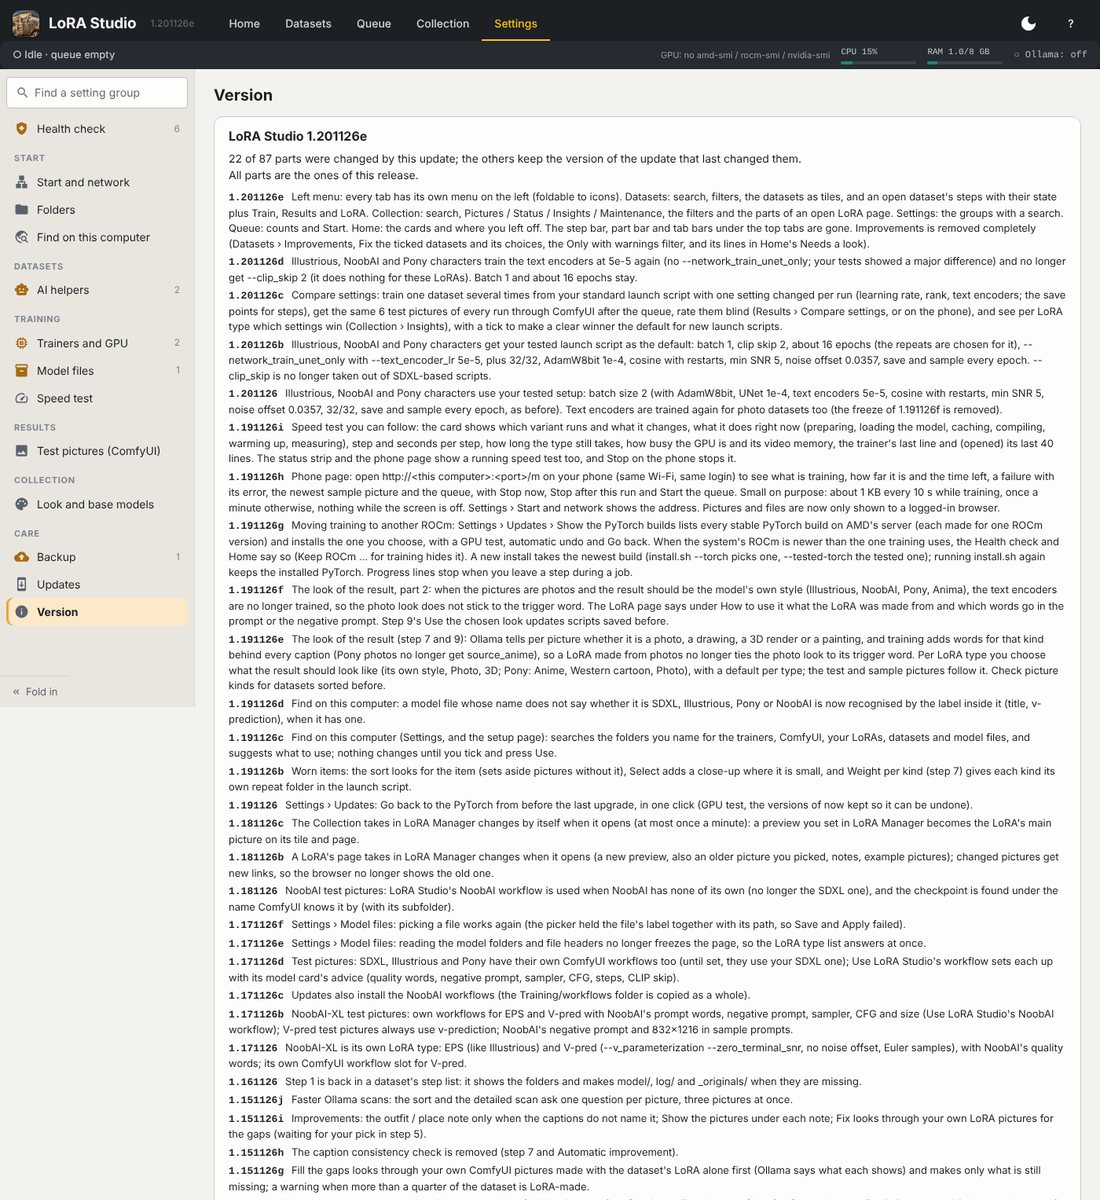 LoRA Studio 1.201126e Home Datasets Queue Collection Settings ?
Idle · queue empty GPU: no amd-smi / rocm-smi / nvidia-smi CPU 15% RAM 1.0/8 GB Ollama: off
Find a setting group
Health check 6
START
Start and network
Folders
Find on this computer
DATASETS
AI helpers 2
TRAINING
Trainers and GPU 2
Model files 1
Speed test
RESULTS
Test pictures (ComfyUI)
COLLECTION
Look and base models
CARE
Backup 1
Updates
Version
« Fold in
Version
LoRA Studio 1.201126e
22 of 87 parts were changed by this update; the others keep the version of the update that last changed them.
All parts are the ones of this release.
1.201126e Left menu: every tab has its own menu on the left (foldable to icons). Datasets: search, filters, the datasets as tiles, and an open dataset's steps with their state
plus Train, Results and LoRA. Collection: search, Pictures / Status / Insights / Maintenance, the filters and the parts of an open LoRA page. Settings: the groups with a search.
Queue: counts and Start. Home: the cards and where you left off. The step bar, part bar and tab bars under the top tabs are gone. Improvements is removed completely
(Datasets › Improvements, Fix the ticked datasets and its choices, the Only with warnings filter, and its lines in Home's Needs a look).
1.201126d Illustrious, NoobAI and Pony characters train the text encoders at 5e-5 again (no --network_train_unet_only; your tests showed a major difference) and no longer
get --clip_skip 2 (it does nothing for these LoRAs). Batch 1 and about 16 epochs stay.
1.201126c Compare settings: train one dataset several times from your standard launch script with one setting changed per run (learning rate, rank, text encoders; the save
points for steps), get the same 6 test pictures of every run through ComfyUI after the queue, rate them blind (Results › Compare settings, or on the phone), and see per LoRA
type which settings win (Collection › Insights), with a tick to make a clear winner the default for new launch scripts.
1.201126b Illustrious, NoobAI and Pony characters get your tested launch script as the default: batch 1, clip skip 2, about 16 epochs (the repeats are chosen for it), --
network_train_unet_only with --text_encoder_lr 5e-5, plus 32/32, AdamW8bit 1e-4, cosine with restarts, min SNR 5, noise offset 0.0357, save and sample every epoch. --
clip_skip is no longer taken out of SDXL-based scripts.
1.201126 Illustrious, NoobAI and Pony characters use your tested setup: batch size 2 (with AdamW8bit, UNet 1e-4, text encoders 5e-5, cosine with restarts, min SNR 5,
noise offset 0.0357, 32/32, save and sample every epoch, as before). Text encoders are trained again for photo datasets too (the freeze of 1.191126f is removed).
1.191126i Speed test you can follow: the card shows which variant runs and what it changes, what it does right now (preparing, loading the model, caching, compiling,
warming up, measuring), step and seconds per step, how long the type still takes, how busy the GPU is and its video memory, the trainer's last line and (opened) its last 40
lines. The status strip and the phone page show a running speed test too, and Stop on the phone stops it.
1.191126h Phone page: open http://<this computer>:<port>/m on your phone (same Wi-Fi, same login) to see what is training, how far it is and the time left, a failure with
its error, the newest sample picture and the queue, with Stop now, Stop after this run and Start the queue. Small on purpose: about 1 KB every 10 s while training, once a
minute otherwise, nothing while the screen is off. Settings › Start and network shows the address. Pictures and files are now only shown to a logged-in browser.
1.191126g Moving training to another ROCm: Settings › Updates › Show the PyTorch builds lists every stable PyTorch build on AMD's server (each made for one ROCm
version) and installs the one you choose, with a GPU test, automatic undo and Go back. When the system's ROCm is newer than the one training uses, the Health check and
Home say so (Keep ROCm ... for training hides it). A new install takes the newest build (install.sh --torch picks one, --tested-torch the tested one); running install.sh again
keeps the installed PyTorch. Progress lines stop when you leave a step during a job.
1.191126f The look of the result, part 2: when the pictures are photos and the result should be the model's own style (Illustrious, NoobAI, Pony, Anima), the text encoders
are no longer trained, so the photo look does not stick to the trigger word. The LoRA page says under How to use it what the LoRA was made from and which words go in the
prompt or the negative prompt. Step 9's Use the chosen look updates scripts saved before.
1.191126e The look of the result (step 7 and 9): Ollama tells per picture whether it is a photo, a drawing, a 3D render or a painting, and training adds words for that kind
behind every caption (Pony photos no longer get source_anime), so a LoRA made from photos no longer ties the photo look to its trigger word. Per LoRA type you choose
what the result should look like (its own style, Photo, 3D; Pony: Anime, Western cartoon, Photo), with a default per type; the test and sample pictures follow it. Check picture
kinds for datasets sorted before.
1.191126d Find on this computer: a model file whose name does not say whether it is SDXL, Illustrious, Pony or NoobAI is now recognised by the label inside it (title, v-
prediction), when it has one.
1.191126c Find on this computer (Settings, and the setup page): searches the folders you name for the trainers, ComfyUI, your LoRAs, datasets and model files, and
suggests what to use; nothing changes until you tick and press Use.
1.191126b Worn items: the sort looks for the item (sets aside pictures without it), Select adds a close-up where it is small, and Weight per kind (step 7) gives each kind its
own repeat folder in the launch script.
1.191126 Settings › Updates: Go back to the PyTorch from before the last upgrade, in one click (GPU test, the versions of now kept so it can be undone).
1.181126c The Collection takes in LoRA Manager changes by itself when it opens (at most once a minute): a preview you set in LoRA Manager becomes the LoRA's main
picture on its tile and page.
1.181126b A LoRA's page takes in LoRA Manager changes when it opens (a new preview, also an older picture you picked, notes, example pictures); changed pictures get
new links, so the browser no longer shows the old one.
1.181126 NoobAI test pictures: LoRA Studio's NoobAI workflow is used when NoobAI has none of its own (no longer the SDXL one), and the checkpoint is found under the
name ComfyUI knows it by (with its subfolder).
1.171126f Settings › Model files: picking a file works again (the picker held the file's label together with its path, so Save and Apply failed).
1.171126e Settings › Model files: reading the model folders and file headers no longer freezes the page, so the LoRA type list answers at once.
1.171126d Test pictures: SDXL, Illustrious and Pony have their own ComfyUI workflows too (until set, they use your SDXL one); Use LoRA Studio's workflow sets each up
with its model card's advice (quality words, negative prompt, sampler, CFG, steps, CLIP skip).
1.171126c Updates also install the NoobAI workflows (the Training/workflows folder is copied as a whole).
1.171126b NoobAI-XL test pictures: own workflows for EPS and V-pred with NoobAI's prompt words, negative prompt, sampler, CFG and size (Use LoRA Studio's NoobAI
workflow); V-pred test pictures always use v-prediction; NoobAI's negative prompt and 832×1216 in sample prompts.
1.171126 NoobAI-XL is its own LoRA type: EPS (like Illustrious) and V-pred (--v_parameterization --zero_terminal_snr, no noise offset, Euler samples), with NoobAI's quality
words; its own ComfyUI workflow slot for V-pred.
1.161126 Step 1 is back in a dataset's step list: it shows the folders and makes model/, log/ and _originals/ when they are missing.
1.151126j Faster Ollama scans: the sort and the detailed scan ask one question per picture, three pictures at once.
1.151126i Improvements: the outfit / place note only when the captions do not name it; Show the pictures under each note; Fix looks through your own LoRA pictures for
the gaps (waiting for your pick in step 5).
1.151126h The caption consistency check is removed (step 7 and Automatic improvement).
1.151126g Fill the gaps looks through your own ComfyUI pictures made with the dataset's LoRA alone first (Ollama says what each shows) and makes only what is still
missing; a warning when more than a quarter of the dataset is LoRA-made.